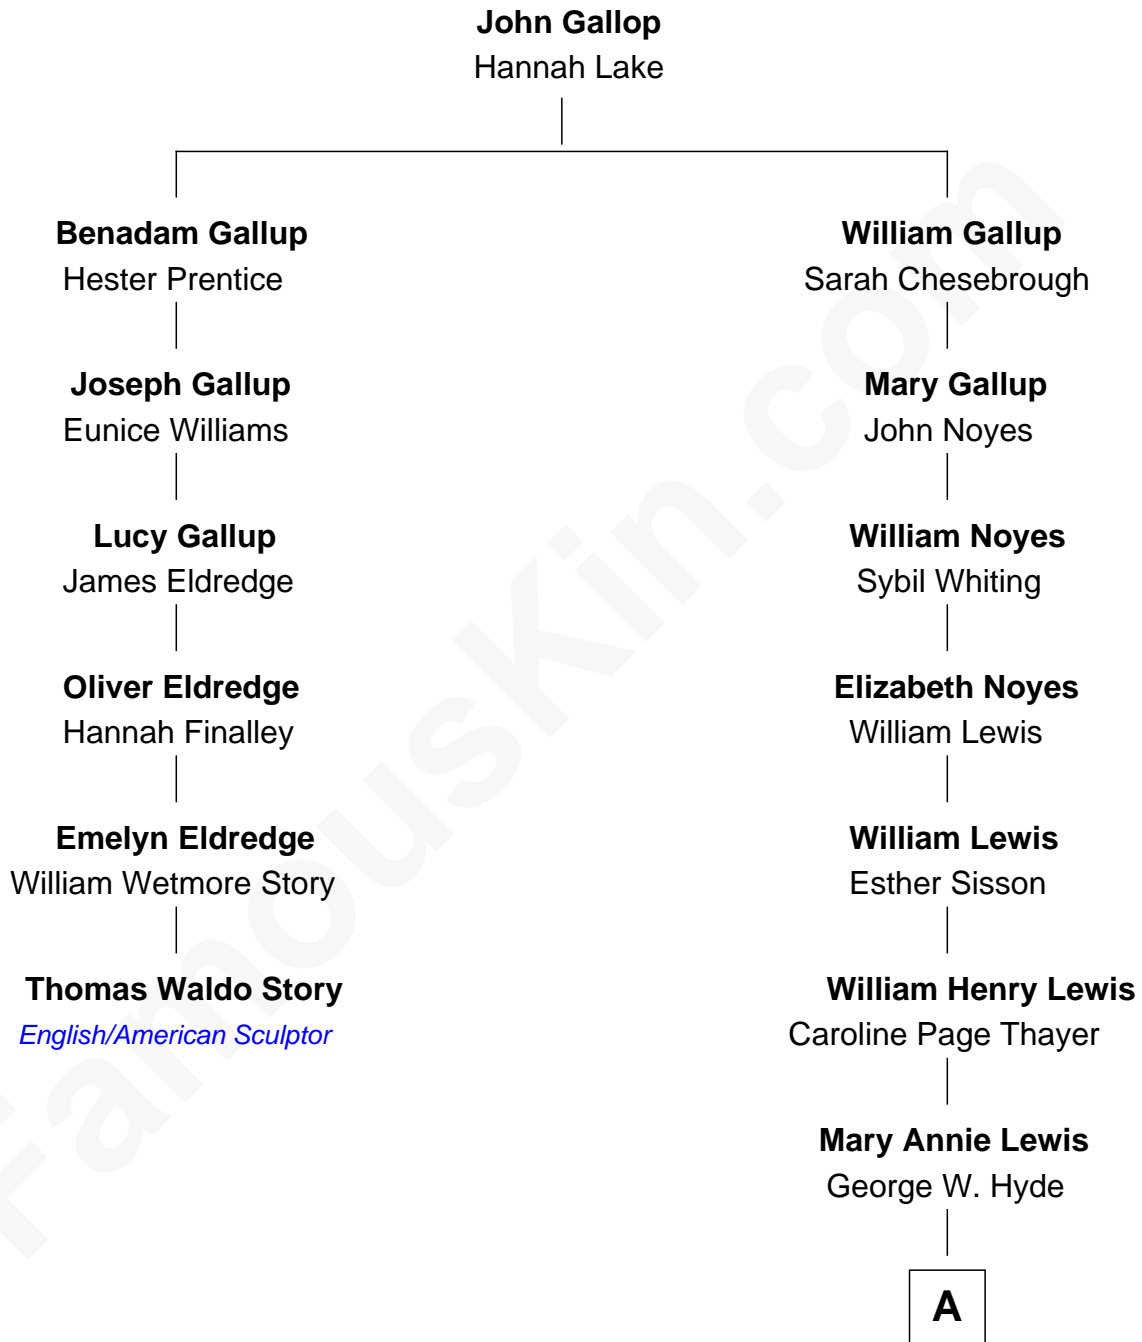 John Gallop
Hannah Lake
Benadam Gallup
Hester Prentice
Joseph Gallup
Eunice Williams
Lucy Gallup
James Eldredge
Oliver Eldredge
Hannah Finalley
Emelyn Eldredge
William Wetmore Story
Thomas Waldo Story
English/American Sculptor
William Gallup
Sarah Chesebrough
Mary Gallup
John Noyes
William Noyes
Sybil Whiting
Elizabeth Noyes
William Lewis
William Lewis
Esther Sisson
William Henry Lewis
Caroline Page Thayer
Mary Annie Lewis
George W. Hyde
A
FamousKin.com